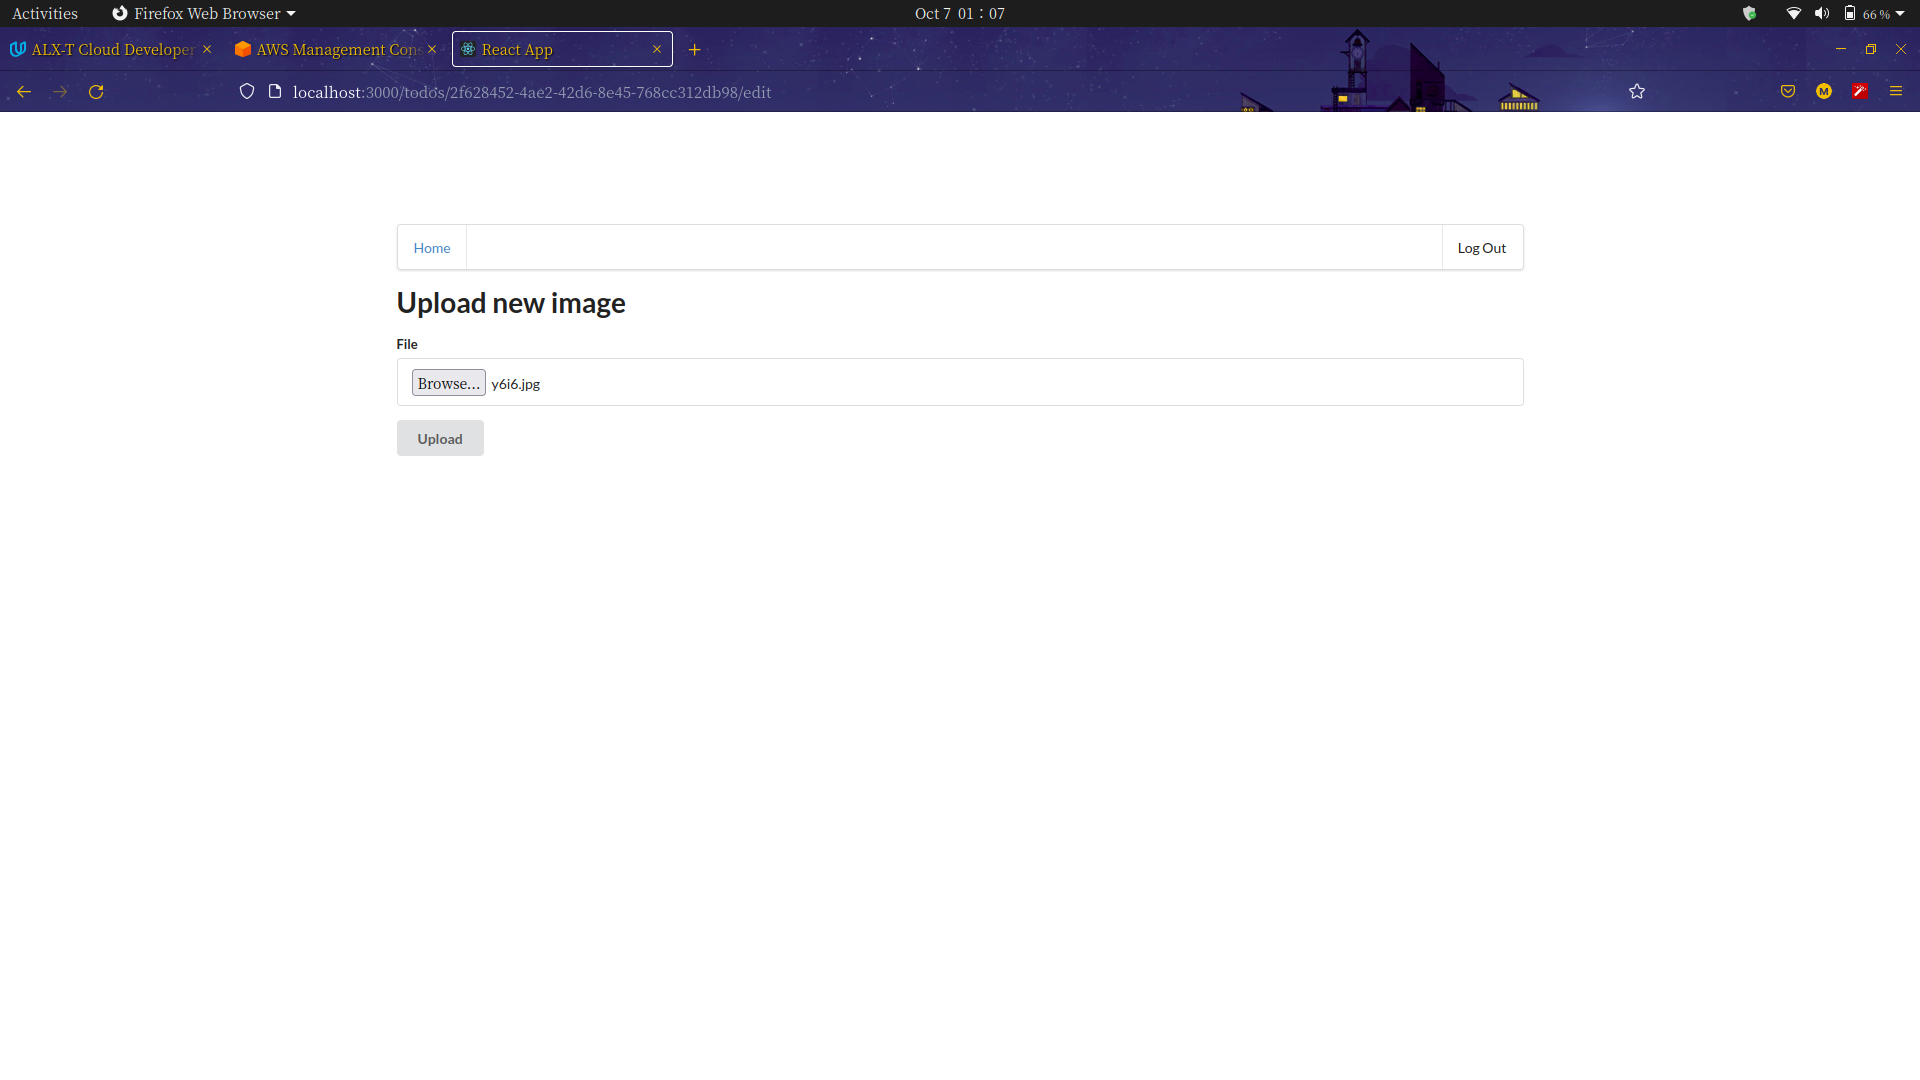 Activities
Firefox Web Browser
Oct 7 01 : 07
66 %
ALX-T Cloud Developer
AWS Management Con
React App
localhost:3000/todos/2f628452-4ae2-42d6-8e45-768cc312db98/edit
M
Home
Log Out
Upload new image
File
Browse...
y6i6.jpg
Upload